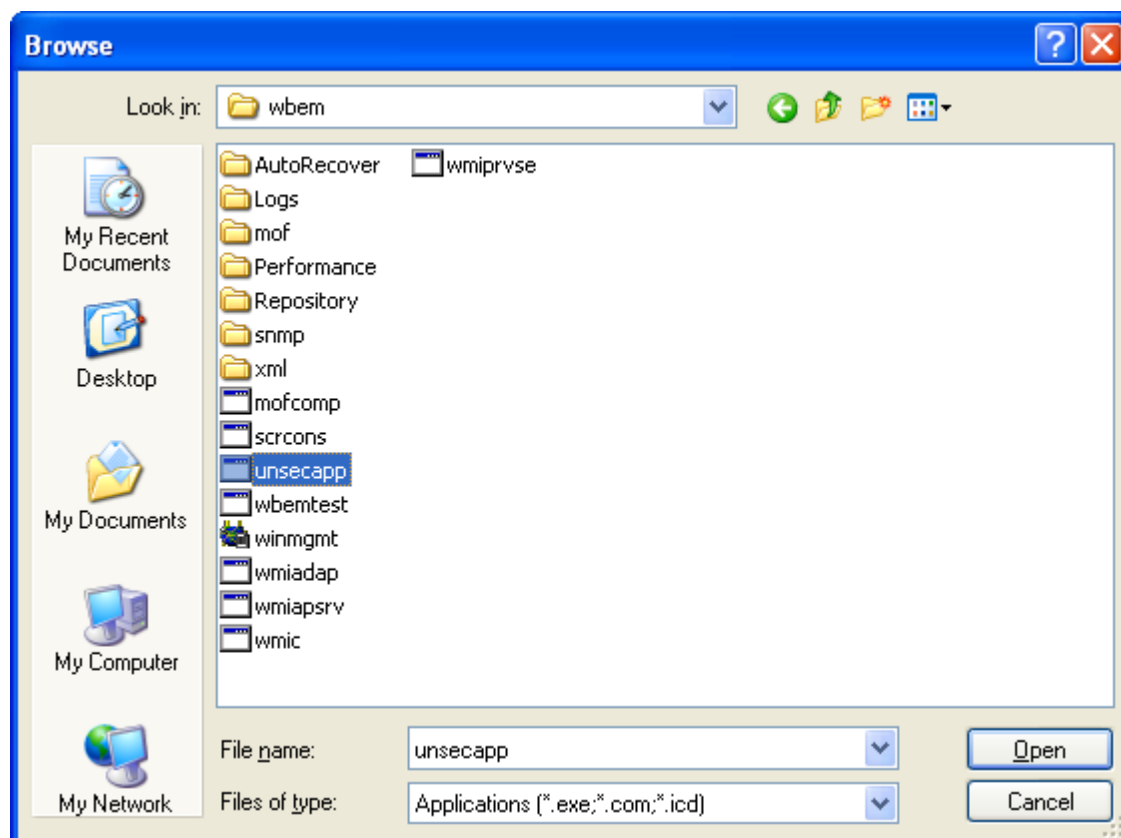 Browse
Look in:
wbem
AutoRecover
Logs
mof
Performance
Repository
snmp
xml
mofcomp
scrcons
unsecapp
wbemtest
winmgmt
wmiadap
wmiapsrv
wmic
wmiprvse
My Recent
Documents
Desktop
My Documents
My Computer
My Network
File name:
unsecapp
Open
Files of type:
Applications (*.exe;*.com;*.icd)
Cancel